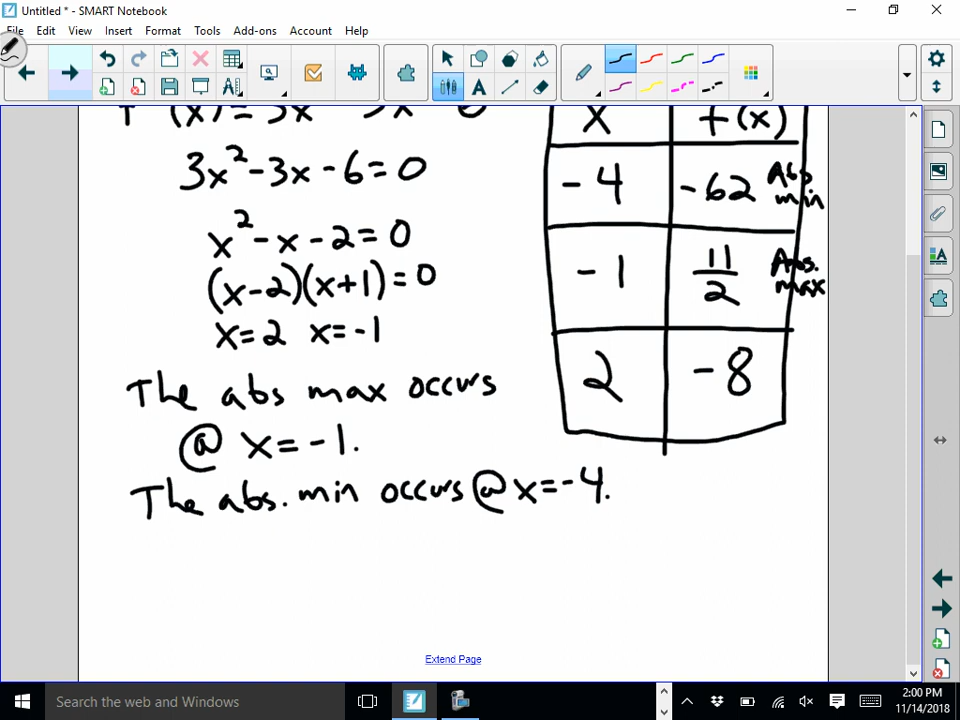 Untitled * - SMART Notebook
File Edit View Insert Format Tools Add-ons Account Help
3x² - 3x - 6 = 0
x² - x - 2 = 0
(x-2)(x+1) = 0
x = 2 x = -1
The abs max occurs
@ x = -1.
The abs. min occurs @ x = -4.
x f(x)
-4 -62 Abs min
-1 11/2 Abs. max
2 -8
Extend Page
Search the web and Windows
2:00 PM
11/14/2018